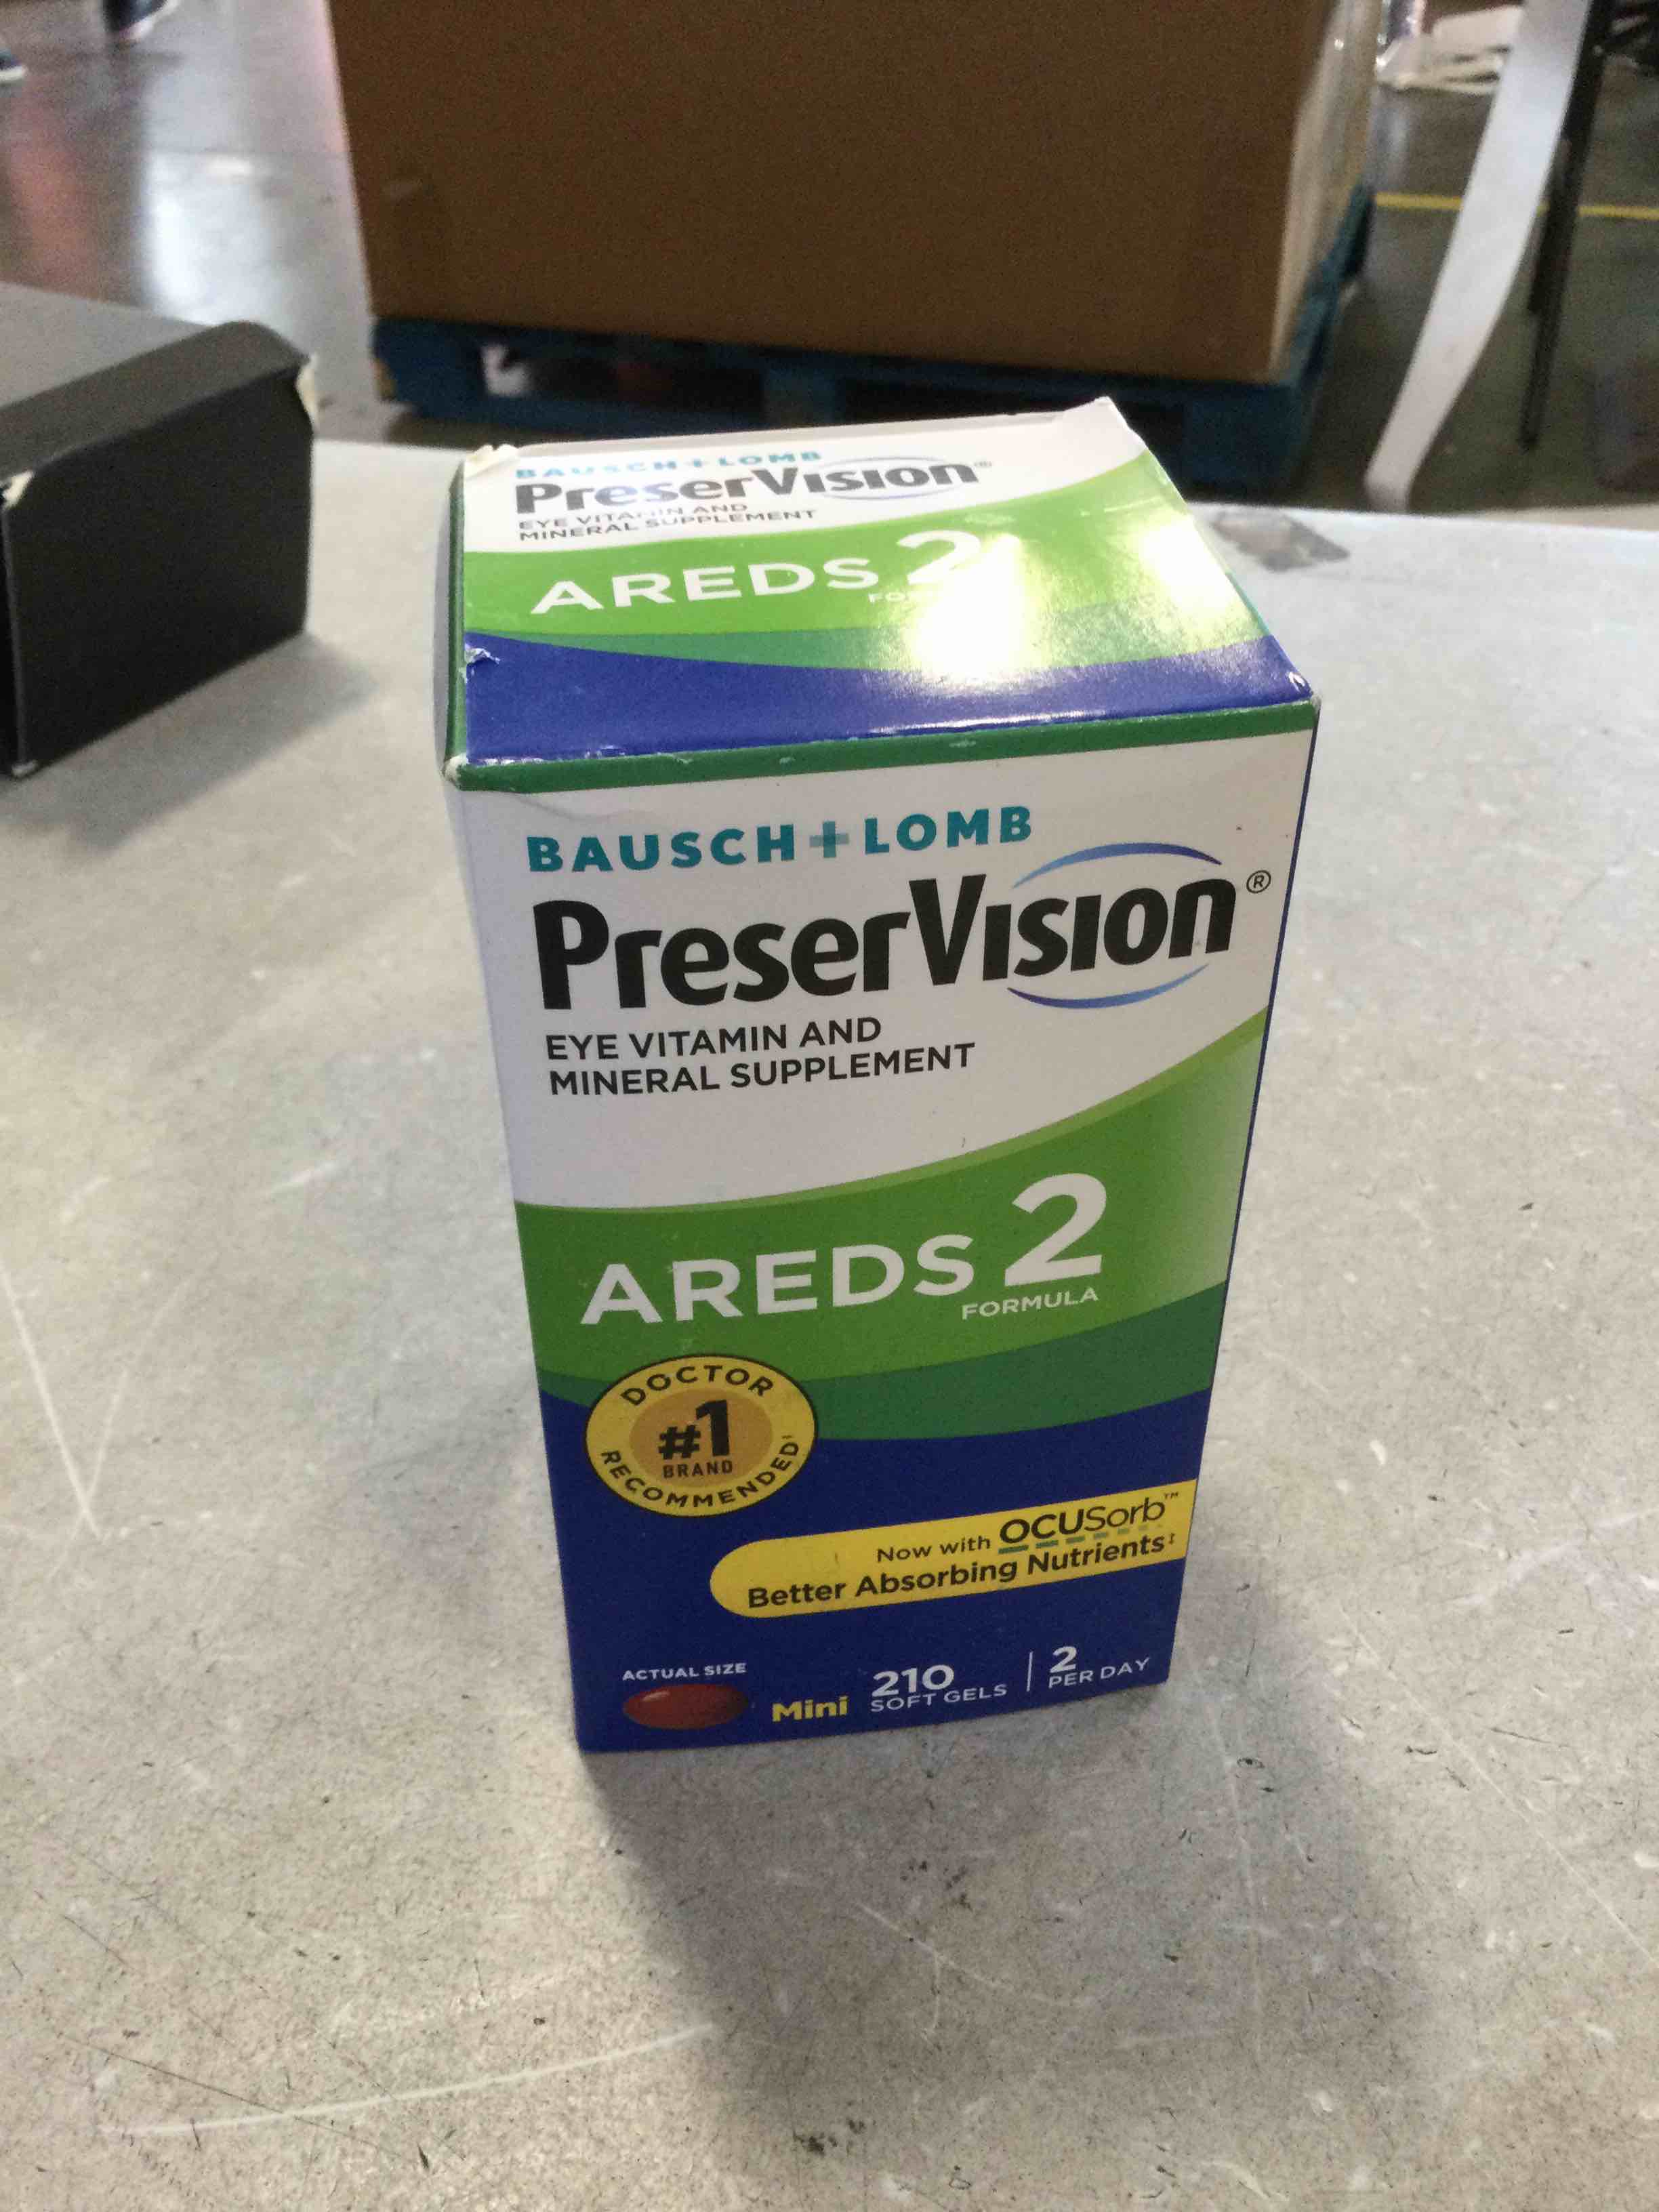 BAUSCH + LOMB
PreserVision®
EYE VITAMIN AND
MINERAL SUPPLEMENT
AREDS 2
BAUSCH + LOMB
PreserVision®
EYE VITAMIN AND
MINERAL SUPPLEMENT
AREDS 2
FORMULA
DOCTOR
#1
BRAND
RECOMMENDED
Now with OCUSorb™
Better Absorbing Nutrients‡
ACTUAL SIZE
Mini
210
SOFT GELS
2
PER DAY